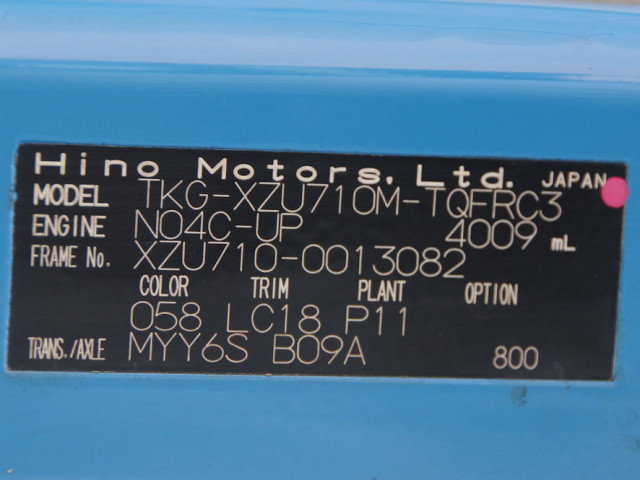 Hino Motors, Ltd. JAPAN
MODEL TKG-XZU710M-TQFRC3
ENGINE N04C-UP 4009 mL
FRAME No. XZU710-0013082
COLOR TRIM PLANT OPTION
058 LC18 P11
TRANS./AXLE MYY6S B09A 800